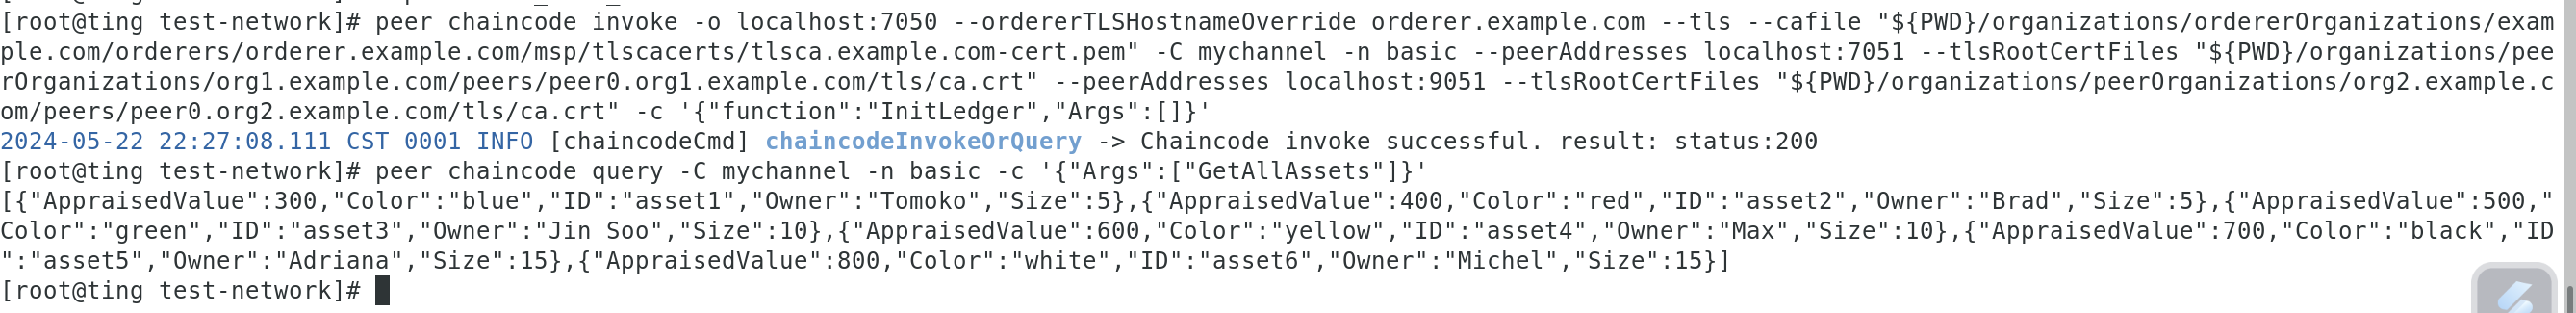 [root@ting test-network]# peer chaincode invoke -o localhost:7050 --ordererTLSHostnameOverride orderer.example.com --tls --cafile "${PWD}/organizations/ordererOrganizations/exam
ple.com/orderers/orderer.example.com/msp/tlscacerts/tlsca.example.com-cert.pem" -C mychannel -n basic --peerAddresses localhost:7051 --tlsRootCertFiles "${PWD}/organizations/pee
rOrganizations/org1.example.com/peers/peer0.org1.example.com/tls/ca.crt" --peerAddresses localhost:9051 --tlsRootCertFiles "${PWD}/organizations/peerOrganizations/org2.example.c
om/peers/peer0.org2.example.com/tls/ca.crt" -c '{"function":"InitLedger","Args":[]}'
2024-05-22 22:27:08.111 CST 0001 INFO [chaincodeCmd] chaincodeInvokeOrQuery -> Chaincode invoke successful. result: status:200
[root@ting test-network]# peer chaincode query -C mychannel -n basic -c '{"Args":["GetAllAssets"]}'
[{"AppraisedValue":300,"Color":"blue","ID":"asset1","Owner":"Tomoko","Size":5},{"AppraisedValue":400,"Color":"red","ID":"asset2","Owner":"Brad","Size":5},{"AppraisedValue":500,"
Color":"green","ID":"asset3","Owner":"Jin Soo","Size":10},{"AppraisedValue":600,"Color":"yellow","ID":"asset4","Owner":"Max","Size":10},{"AppraisedValue":700,"Color":"black","ID
":"asset5","Owner":"Adriana","Size":15},{"AppraisedValue":800,"Color":"white","ID":"asset6","Owner":"Michel","Size":15}]
[root@ting test-network]#